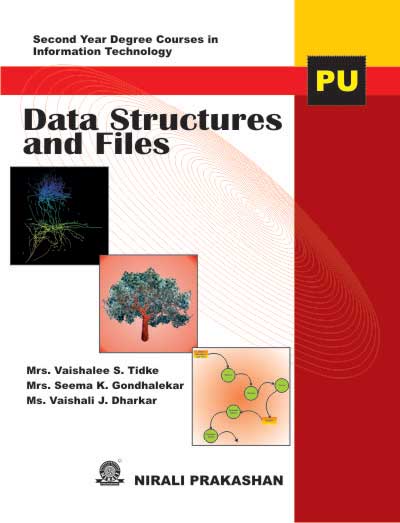 Second Year Degree Courses in
Information Technology
PU
Data Structures
and Files
Mrs. Vaishalee S. Tidke
Mrs. Seema K. Gondhalekar
Ms. Vaishali J. Dharkar
NIRALI PRAKASHAN